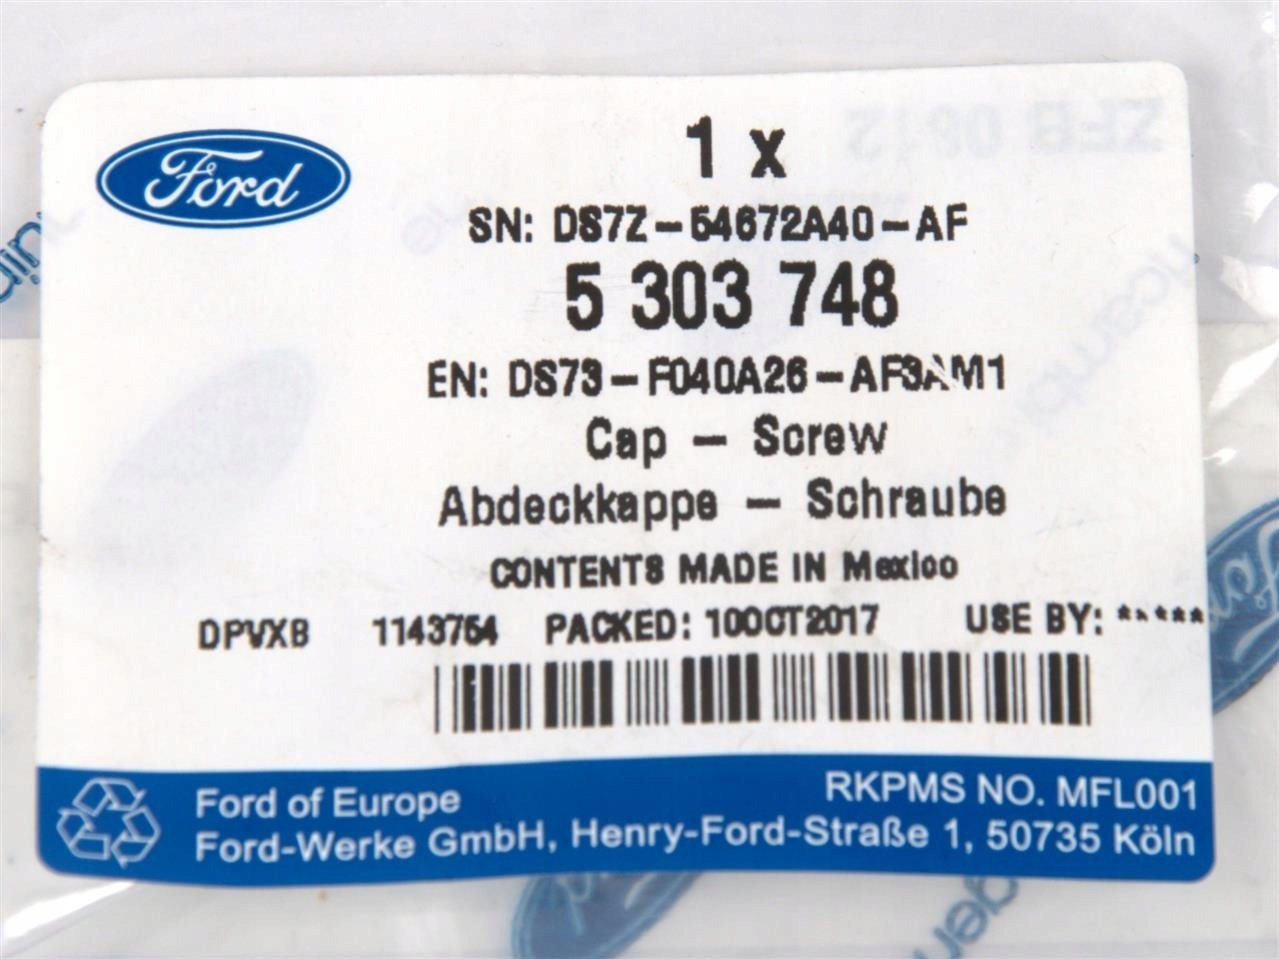 Ford
1 x
SN: DS7Z-54672A40-AF
5 303 748
EN: DS73-F040A26-AF3AM1
Cap - Screw
Abdeckkappe - Schraube
CONTENTS MADE IN Mexico
DPVXB 1143754 PACKED: 10OCT2017 USE BY: *****
RKPMS NO. MFL001
Ford of Europe
Ford-Werke GmbH, Henry-Ford-Straße 1, 50735 Köln